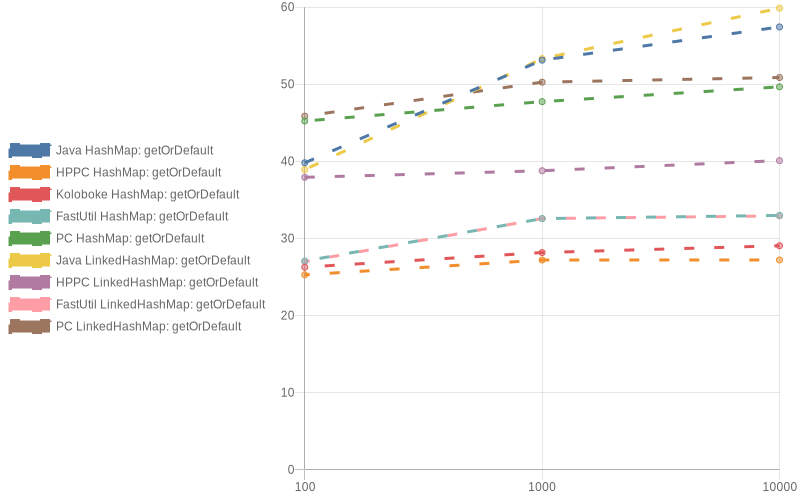 Java HashMap: getOrDefault
HPPC HashMap: getOrDefault
Koloboke HashMap: getOrDefault
FastUtil HashMap: getOrDefault
PC HashMap: getOrDefault
Java LinkedHashMap: getOrDefault
HPPC LinkedHashMap: getOrDefault
FastUtil LinkedHashMap: getOrDefault
PC LinkedHashMap: getOrDefault
60
50
40
30
20
10
0
100 1000 10000